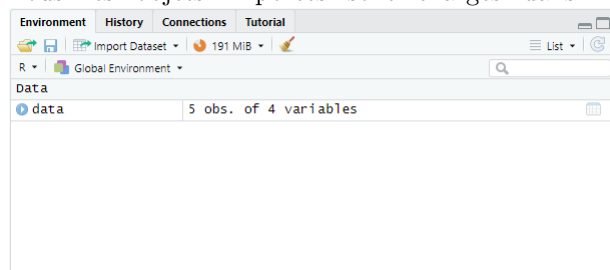 Environment History Connections Tutorial
Import Dataset 191 MiB List
R Global Environment
Data
data 5 obs. of 4 variables